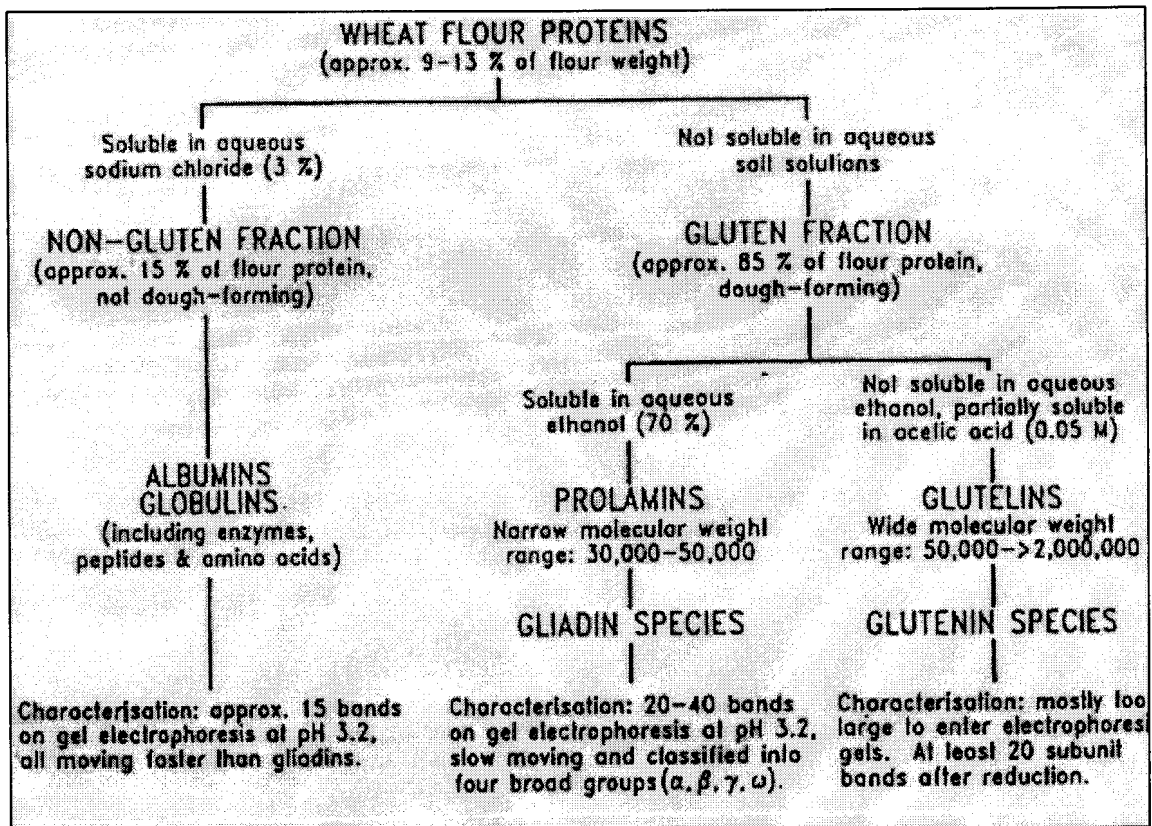 WHEAT FLOUR PROTEINS
(approx. 9-13 % of flour weight)
Soluble in aqueous
sodium chloride (3 %)
Not soluble in aqueous
salt solutions
NON-GLUTEN FRACTION
(approx. 15 % of flour protein,
not dough-forming)
GLUTEN FRACTION
(approx. 85 % of flour protein,
dough-forming)
Soluble in aqueous
ethanol (70 %)
Not soluble in aqueous
ethanol, partially soluble
in acetic acid (0.05 M)
ALBUMINS
GLOBULINS
(including enzymes,
peptides & amino acids)
PROLAMINS
Narrow molecular weight
range: 30,000-50,000
GLUTELINS
Wide molecular weight
range: 50,000->2,000,000
GLIADIN SPECIES
GLUTENIN SPECIES
Characterisation: approx. 15 bands
on gel electrophoresis at pH 3.2,
all moving faster than gliadins.
Characterisation: 20-40 bands
on gel electrophoresis at pH 3.2,
slow moving and classified into
four broad groups (α, β, γ, ω).
Characterisation: mostly too
large to enter electrophoresi
gels. At least 20 subunit
bands after reduction.